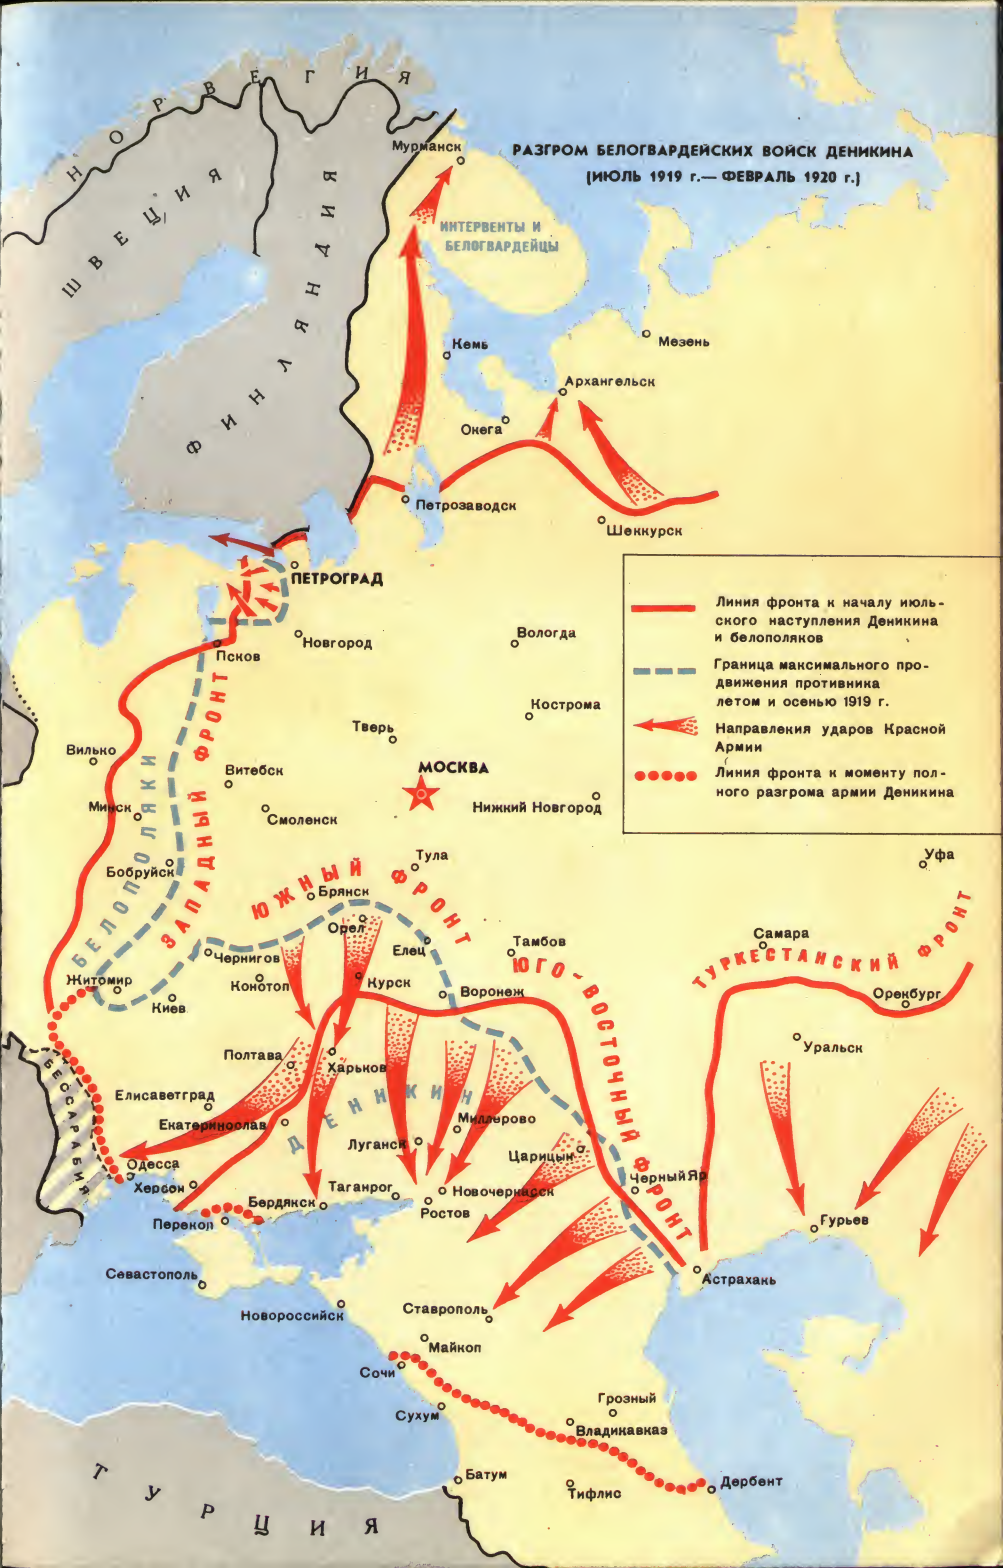 НОРВЕГИЯ
ШВЕЦИЯ
ФИНЛЯНДИЯ
Мурманск
РАЗГРОМ БЕЛОГВАРДЕЙСКИХ ВОЙСК ДЕНИКИНА
(ИЮЛЬ 1919 г.— ФЕВРАЛЬ 1920 г.)
ИНТЕРВЕНТЫ И
БЕЛОГВАРДЕЙЦЫ
Кемь
Мезень
Архангельск
Онега
Петрозаводск
Шенкурск
ПЕТРОГРАД
Новгород
Псков
Вологда
Кострома
Тверь
МОСКВА
Нижний Новгород
Линия фронта к началу июль-
ского наступления Деникина
и белополяков
Граница максимального про-
движения противника
летом и осенью 1919 г.
Направления ударов Красной
Армии
Линия фронта к моменту пол-
ного разгрома армии Деникина
Вилько
Витебск
Минск
Смоленск
Бобруйск
БЕЛОПОЛЯКИ
ЗАПАДНЫЙ ФРОНТ
ЮЖНЫЙ ФРОНТ
Тула
Брянск
Орел
Елец
Тамбов
ЮГО-ВОСТОЧНЫЙ ФРОНТ
Уфа
Самара
ТУРКЕСТАНСКИЙ ФРОНТ
Оренбург
Уральск
Чернигов
Житомир
Конотоп
Курск
Воронеж
Киев
Полтава
Харьков
БЕССАРАБИЯ
Елисаветград
Екатеринослав
ДЕНИКИН
Миллерово
Луганск
Царицын
Черный Яр
Одесса
Херсон
Бердянск
Таганрог
Новочеркасск
Ростов
Перекоп
Гурьев
Астрахань
Севастополь
Новороссийск
Ставрополь
Майкоп
Сочи
Грозный
Сухум
Владикавказ
Батум
Тифлис
Дербент
ТУРЦИЯ